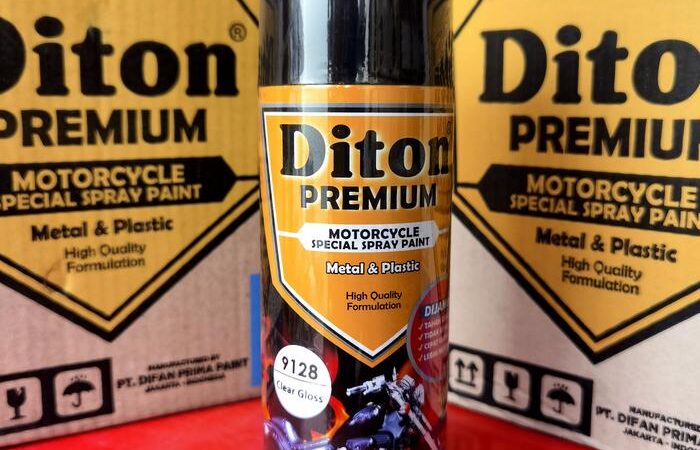 Diton®
PREMIUM
MOTORCYCLE
SPECIAL SPRAY PAINT
Metal & Plastic
High Quality
Formulation
MANUFACTURED BY
PT. DIFAN PRIMA PAINT
JAKARTA - INDONESIA
Diton
PREMIUM
MOTORCYCLE
SPECIAL SPRAY PAINT
Metal & Plastic
High Quality
Formulation
9128
Clear Gloss
Diton
PREMIUM
MOTORCYCLE
SPECIAL SPRAY PAINT
Metal & Plastic
High Quality
Formulation
PT. DIFAN PRIMA
JAKARTA - INDON